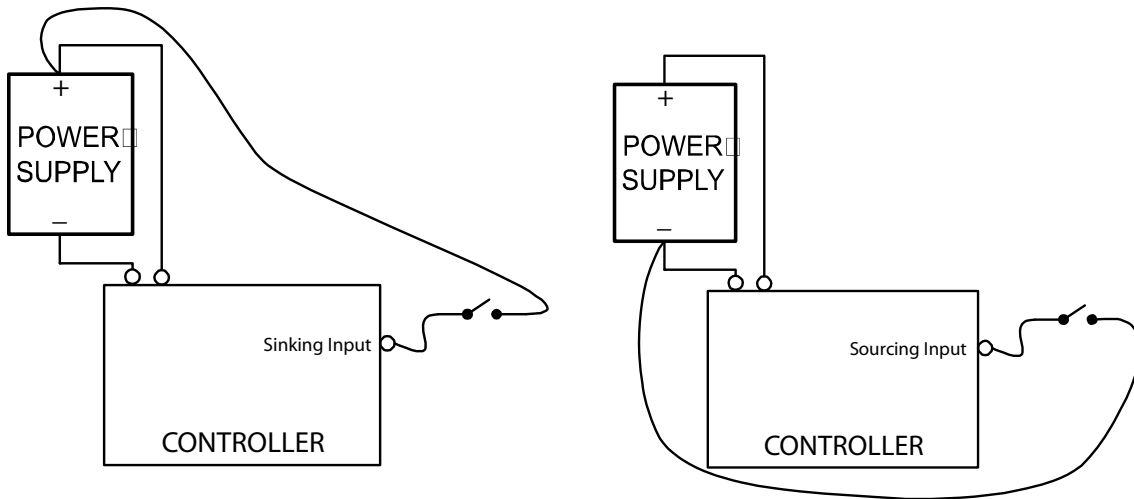 +
POWER
SUPPLY
–
Sinking Input
CONTROLLER
+
POWER
SUPPLY
–
Sourcing Input
CONTROLLER